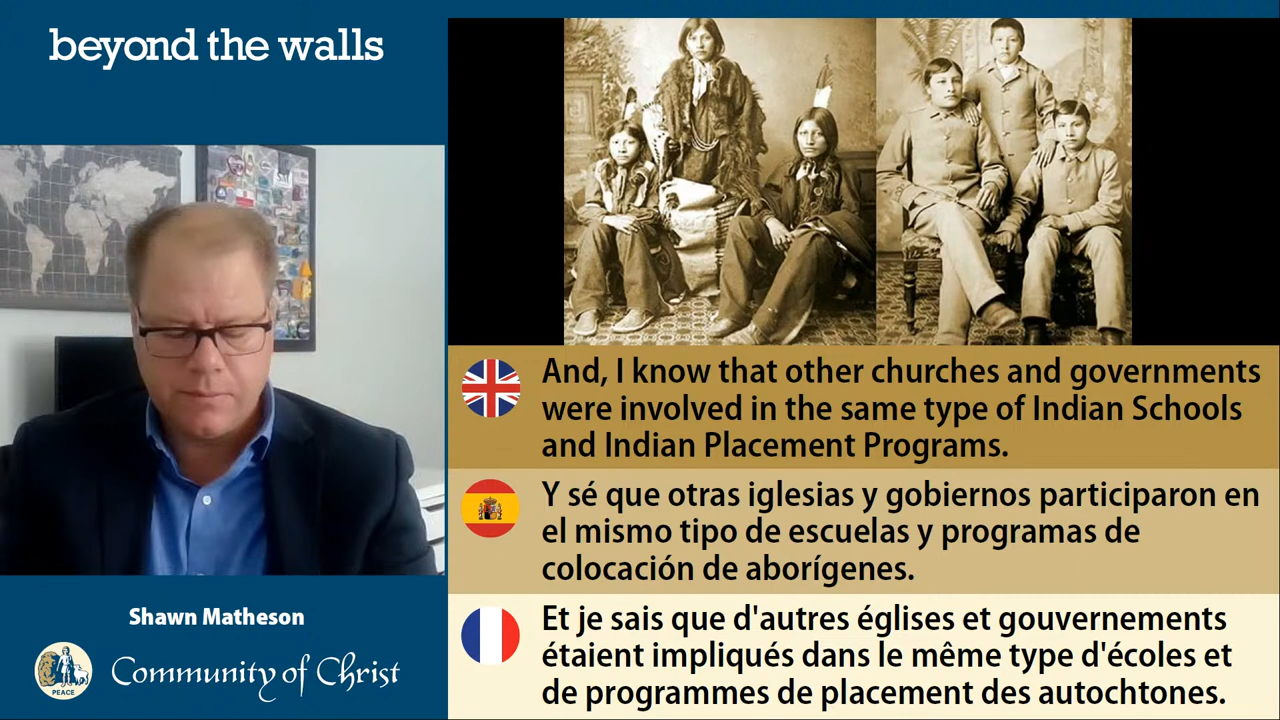 beyond the walls
And, I know that other churches and governments
were involved in the same type of Indian Schools
and Indian Placement Programs.
Y sé que otras iglesias y gobiernos participaron en
el mismo tipo de escuelas y programas de
colocación de aborígenes.
Et je sais que d'autres églises et gouvernements
étaient impliqués dans le même type d'écoles et
de programmes de placement des autochtones.
Shawn Matheson
PEACE
Community of Christ